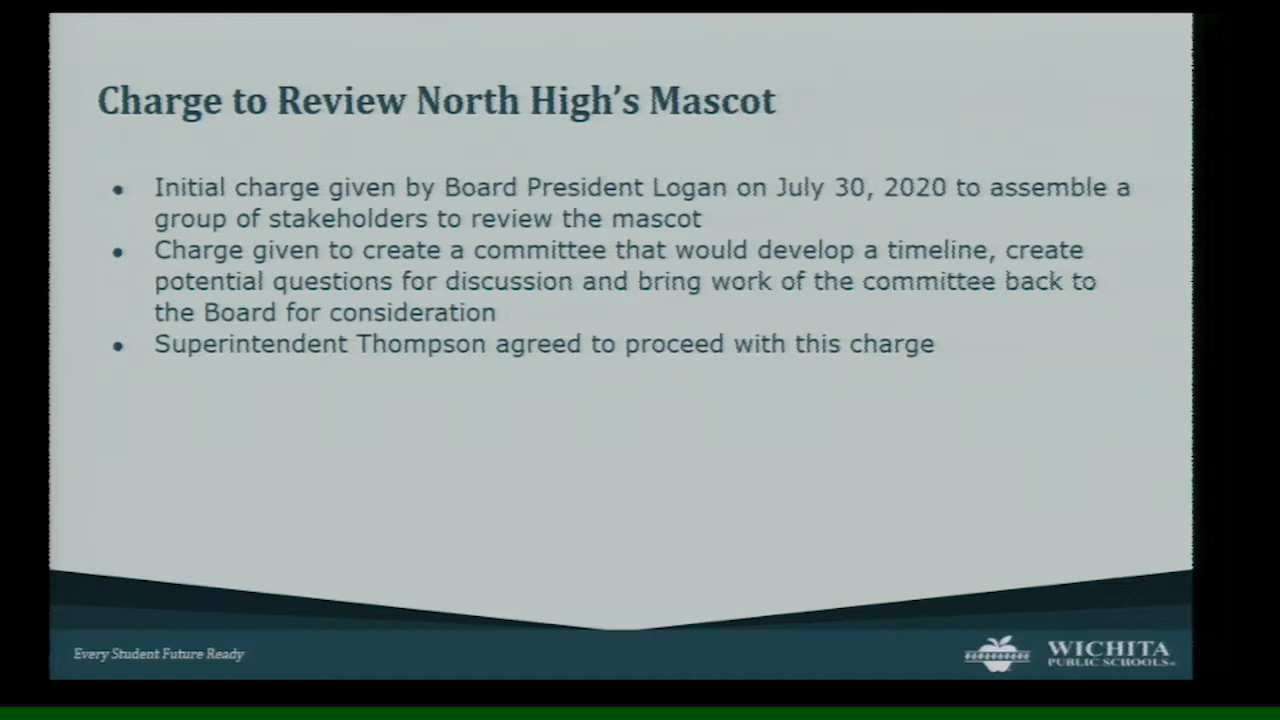 Charge to Review North High's Mascot
● Initial charge given by Board President Logan on July 30, 2020 to assemble a
group of stakeholders to review the mascot
● Charge given to create a committee that would develop a timeline, create
potential questions for discussion and bring work of the committee back to
the Board for consideration
● Superintendent Thompson agreed to proceed with this charge
Every Student Future Ready
WICHITA
PUBLIC SCHOOLS